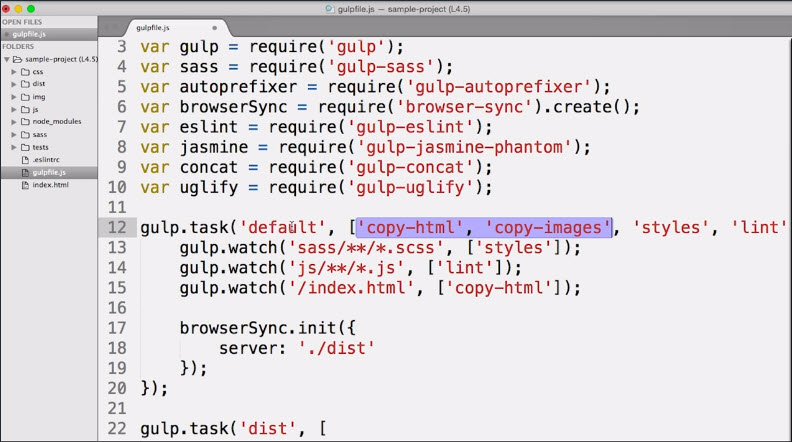 gulpfile.js — sample-project (L4.5)
OPEN FILES
gulpfile.js
FOLDERS
sample-project (L4.5)
css
dist
img
js
node_modules
sass
tests
.eslintrc
gulpfile.js
index.html
gulpfile.js
3 var gulp = require('gulp');
4 var sass = require('gulp-sass');
5 var autoprefixer = require('gulp-autoprefixer');
6 var browserSync = require('browser-sync').create();
7 var eslint = require('gulp-eslint');
8 var jasmine = require('gulp-jasmine-phantom');
9 var concat = require('gulp-concat');
10 var uglify = require('gulp-uglify');
11
12 gulp.task('default', ['copy-html', 'copy-images', 'styles', 'lint'
13 gulp.watch('sass/**/*.scss', ['styles']);
14 gulp.watch('js/**/*.js', ['lint']);
15 gulp.watch('/index.html', ['copy-html']);
16
17 browserSync.init({
18 server: './dist'
19 });
20 });
21
22 gulp.task('dist', [